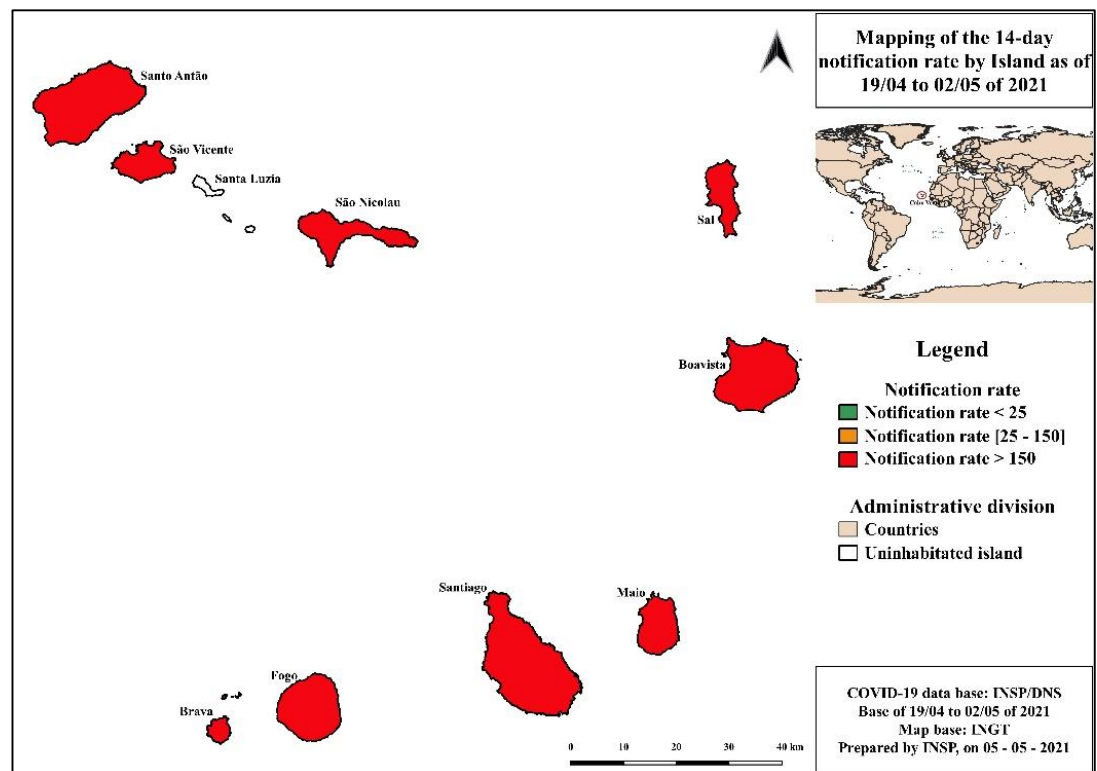 Mapping of the 14-day
notification rate by Island as of
19/04 to 02/05 of 2021
Santo Antão
São Vicente
Santa Luzia
São Nicolau
Sal
Boavista
Legend
Notification rate
Notification rate < 25
Notification rate [25 - 150]
Notification rate > 150
Administrative division
Countries
Uninhabitated island
Santiago
Maio
Fogo
Brava
0 10 20 30 40 km
COVID-19 data base: INSP/DNS
Base of 19/04 to 02/05 of 2021
Map base: INGT
Prepared by INSP, on 05 - 05 - 2021